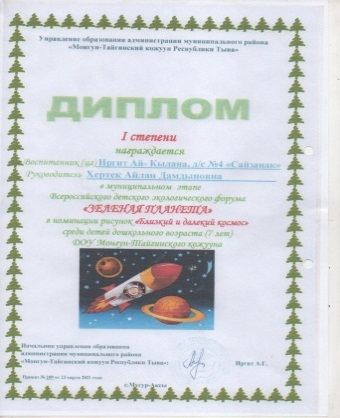 Управление образования администрации муниципального района
«Монгун-Тайгинский кожуун Республики Тыва»
ДИПЛОМ
I степени
награждается
Воспитанник (ца) Иргит Ай- Кылана, д/с №4 «Сайзанак»
Руководитель Хертек Айлан Дамдыновна
в муниципальном этапе
Всероссийского детского экологического форума
«ЗЕЛЕНАЯ ПЛАНЕТА»
в номинации рисунок «Близкий и далекий космос»
среди детей дошкольного возраста (7 лет)
ДОУ Монгун-Тайгинского кожууна
Начальник управления образования
администрации муниципального района
«Монгун-Тайгинский кожуун Республики Тыва»: Иргит А.Г.
Приказ № от 15 марта 2021 года
с.Мугур-Аксы